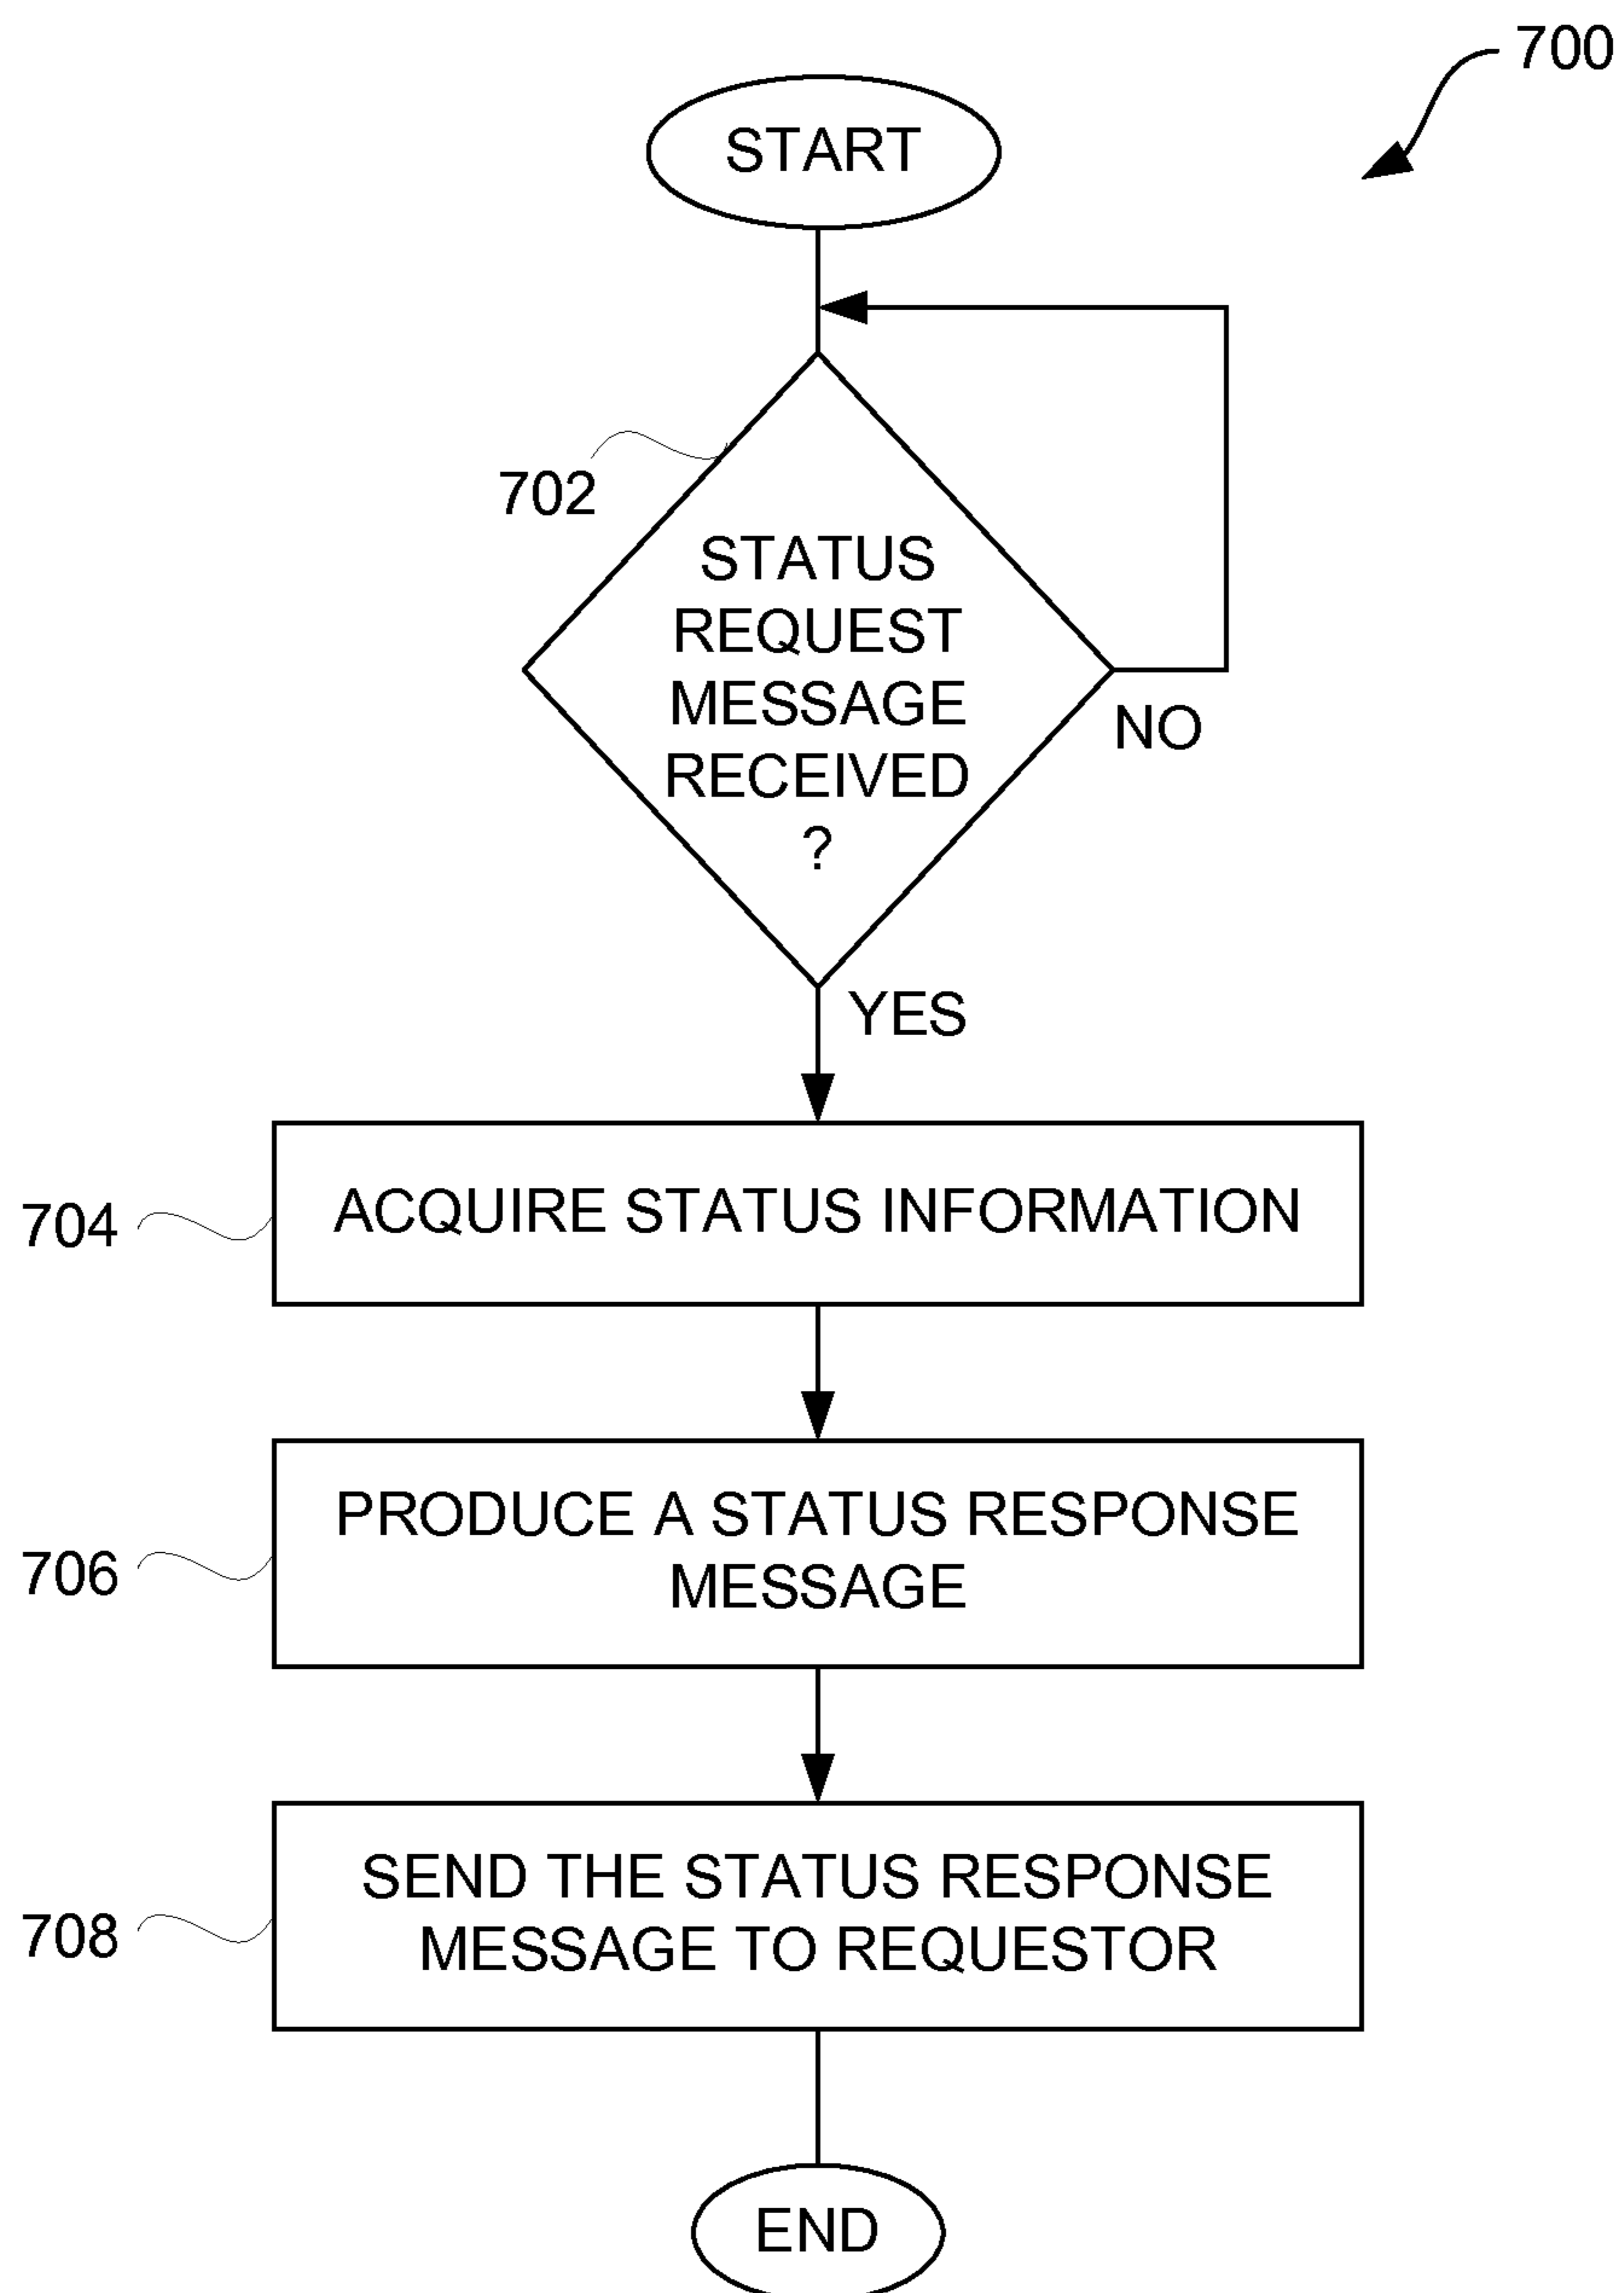 700
START
702
STATUS
REQUEST
MESSAGE
RECEIVED
?
NO
YES
704
ACQUIRE STATUS INFORMATION
706
PRODUCE A STATUS RESPONSE
MESSAGE
708
SEND THE STATUS RESPONSE
MESSAGE TO REQUESTOR
END